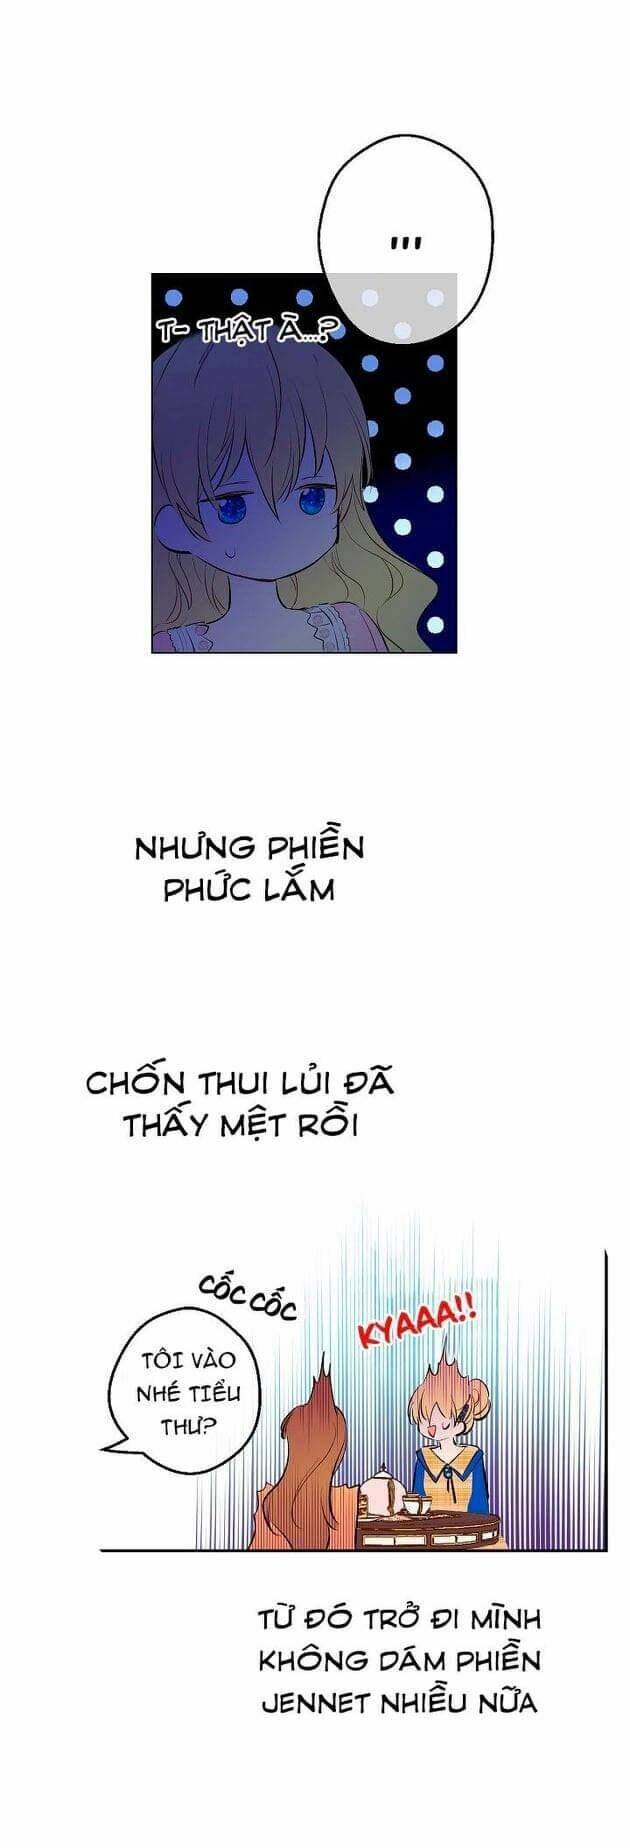 ...
T- THẬT À...?
NHƯNG PHIỀN
PHỨC LẮM
CHỐN THUI LỦI ĐÃ
THẤY MỆT RỒI
CỐC CỐC
KYAAA!!
TÔI VÀO
NHÉ TIỂU
THƯ?
TỪ ĐÓ TRỞ ĐI MÌNH
KHÔNG DÁM PHIỀN
JENNET NHIỀU NỮA